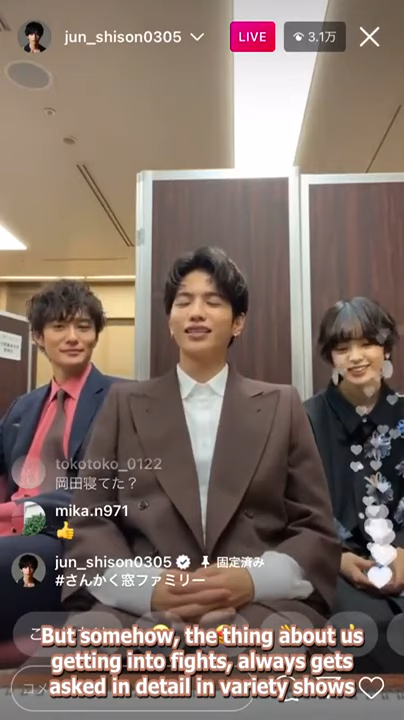 jun_shison0305
LIVE
3.1万
tokotoko_0122
岡田寝てた？
mika.n971
👍
jun_shison0305 固定済み
#さんかく窓ファミリー
But somehow, the thing about us
getting into fights, always gets
asked in detail in variety shows